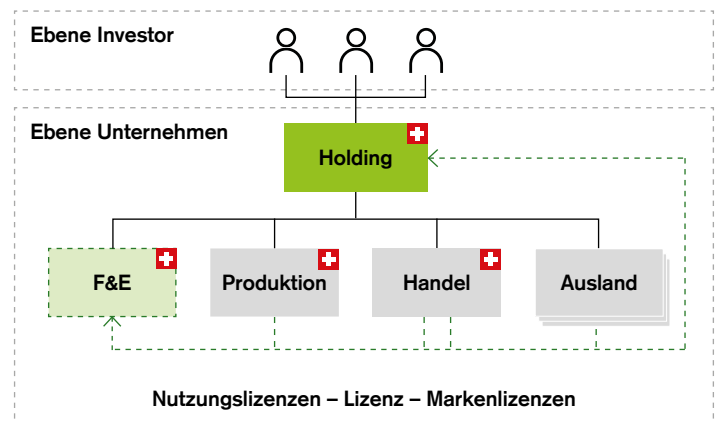 Ebene Investor
Ebene Unternehmen
Holding
F&E
Produktion
Handel
Ausland
Nutzungslizenzen – Lizenz – Markenlizenzen